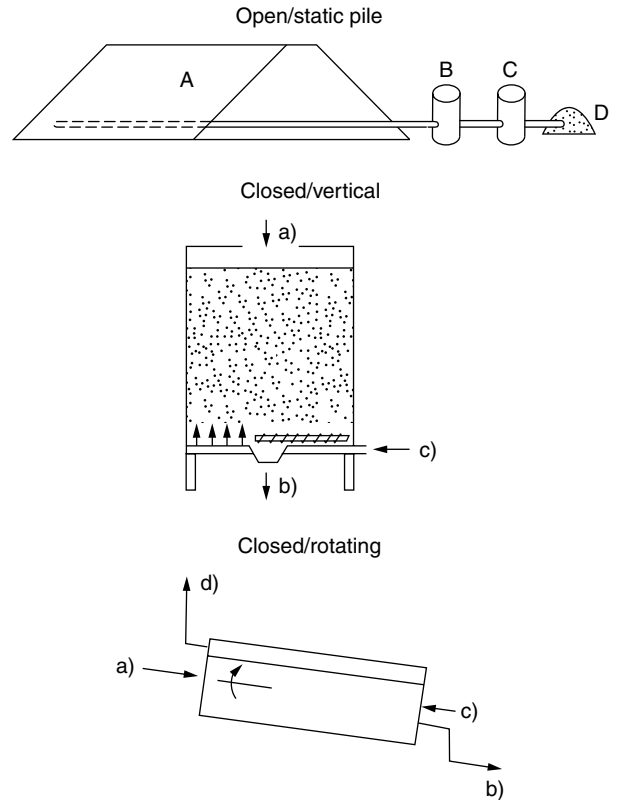 Open/static pile
A
B
C
D
Closed/vertical
a)
c)
b)
Closed/rotating
d)
a)
c)
b)